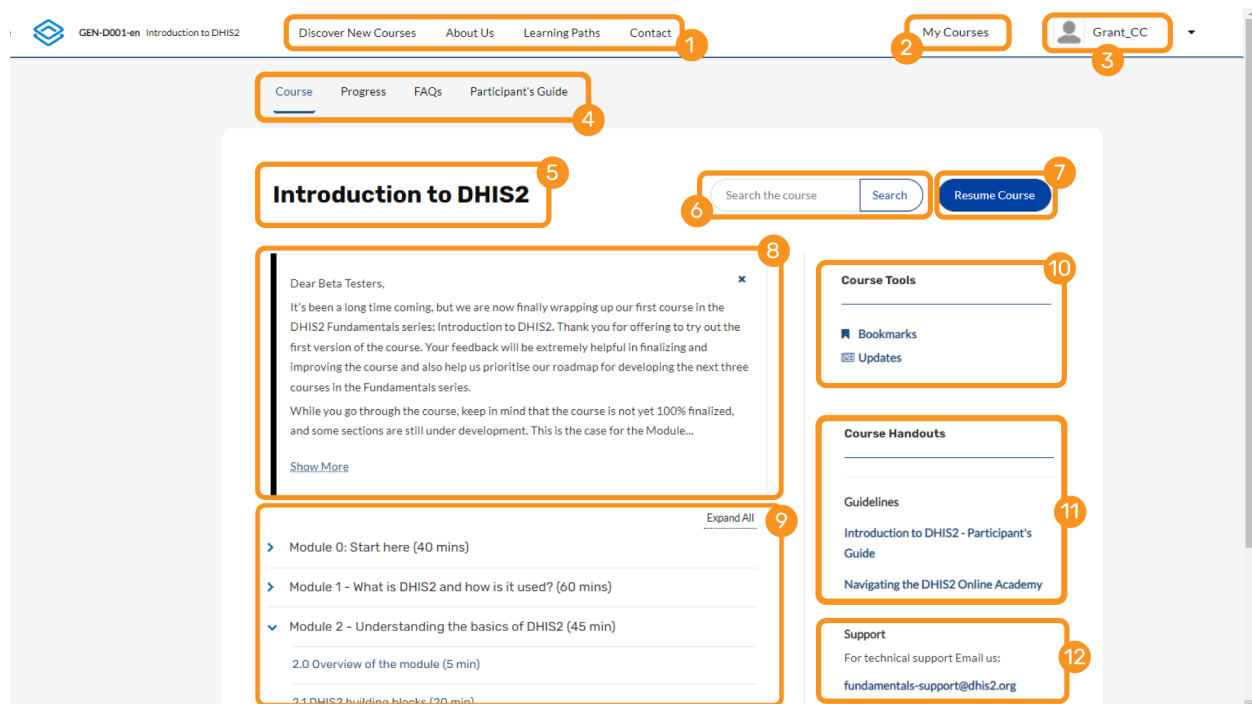 GEN-D001-en Introduction to DHIS2
Discover New Courses About Us Learning Paths Contact
1
My Courses
2
Grant_CC
3
Course Progress FAQs Participant's Guide
4
Introduction to DHIS2
5
Search the course Search
6
Resume Course
7
8
Dear Beta Testers,
×
It's been a long time coming, but we are now finally wrapping up our first course in the
DHIS2 Fundamentals series: Introduction to DHIS2. Thank you for offering to try out the
first version of the course. Your feedback will be extremely helpful in finalizing and
improving the course and also help us prioritise our roadmap for developing the next three
courses in the Fundamentals series.
While you go through the course, keep in mind that the course is not yet 100% finalized,
and some sections are still under development. This is the case for the Module...
Show More
Expand All
9
Module 0: Start here (40 mins)
Module 1 - What is DHIS2 and how is it used? (60 mins)
Module 2 - Understanding the basics of DHIS2 (45 min)
2.0 Overview of the module (5 min)
2.1 DHIS2 building blocks (20 min)
10
Course Tools
Bookmarks
Updates
Course Handouts
11
Guidelines
Introduction to DHIS2 - Participant's
Guide
Navigating the DHIS2 Online Academy
Support
12
For technical support Email us:
fundamentals-support@dhis2.org